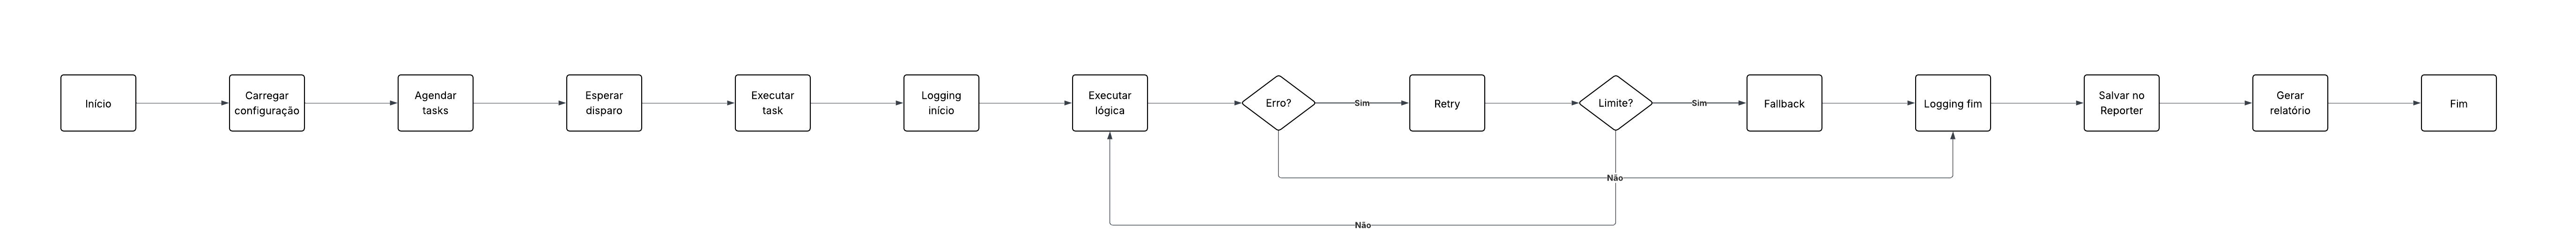 Início
Carregar
configuração
Agendar
tasks
Esperar
disparo
Executar
task
Logging
início
Executar
lógica
Erro?
Sim
Retry
Limite?
Sim
Fallback
Logging fim
Salvar no
Reporter
Gerar
relatório
Fim
Não
Não